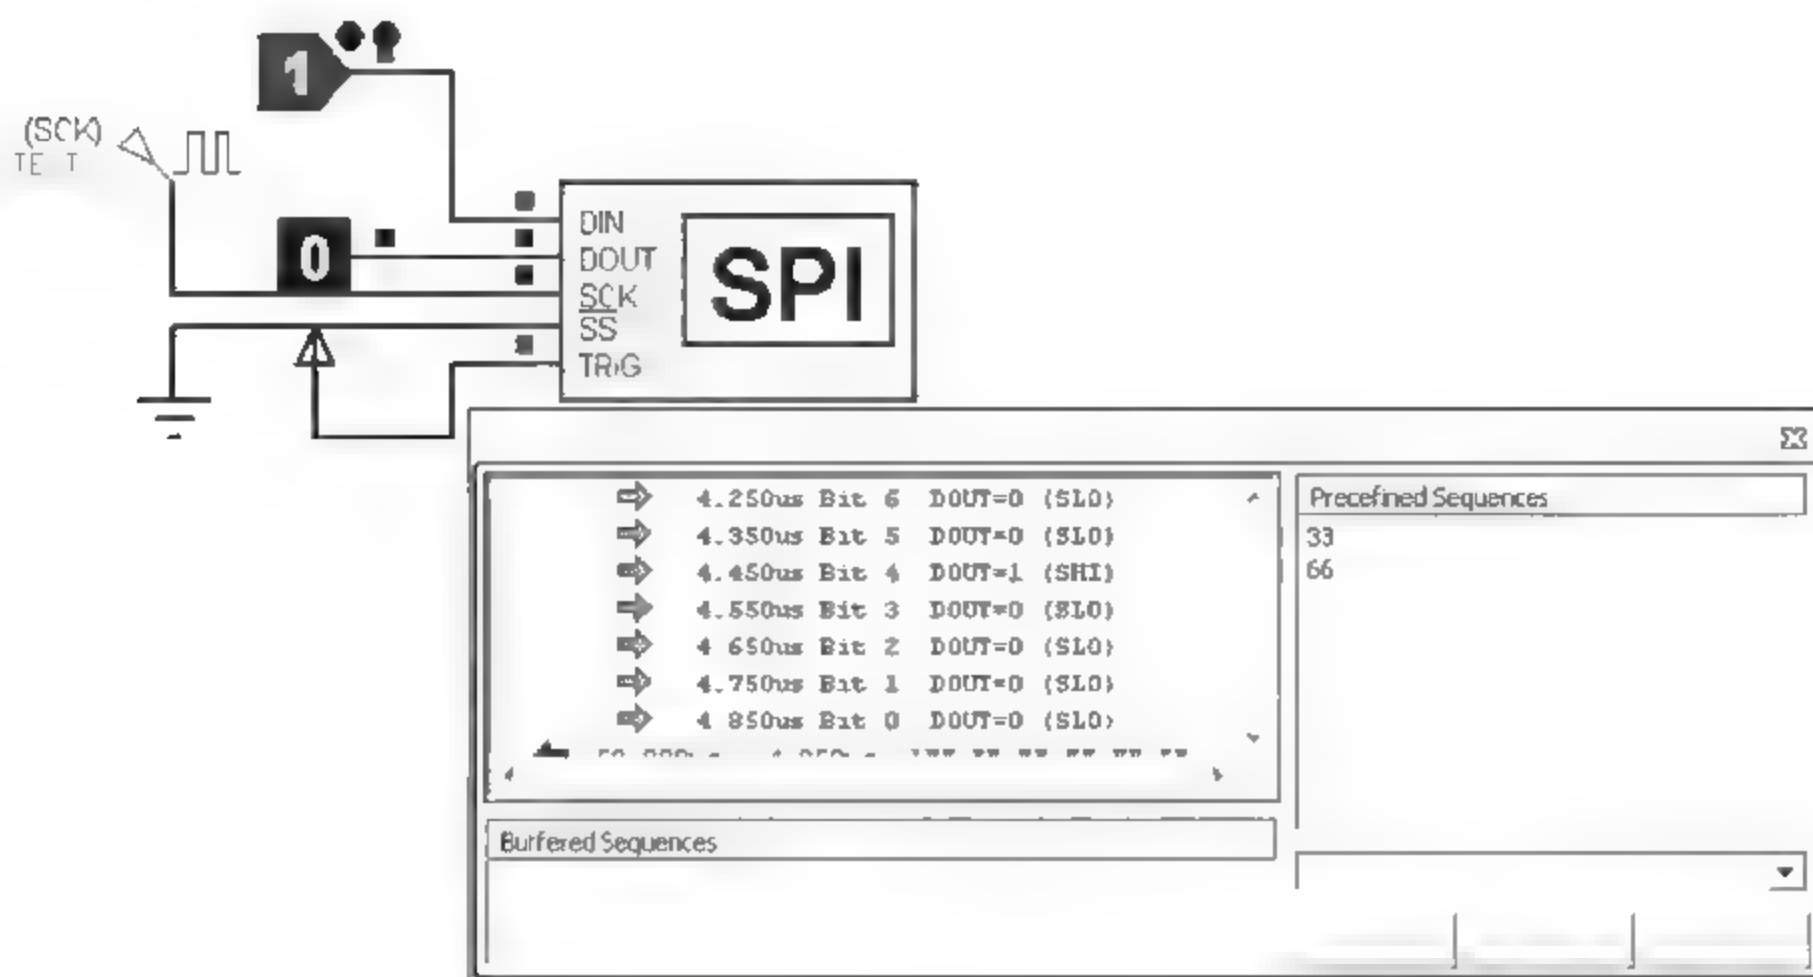 1
(SCK)
0
DIN
DOUT
SCK
SS
TRIG
SPI
4.250us Bit 6 DOUT=0 (SLO)
4.350us Bit 5 DOUT=0 (SLO)
4.450us Bit 4 DOUT=1 (SHI)
4.550us Bit 3 DOUT=0 (SLO)
4 650us Bit 2 DOUT=0 (SLO)
4.750us Bit 1 DOUT=0 (SLO)
4 850us Bit 0 DOUT=0 (SLO)
Precefined Sequences
33
66
Buffered Sequences